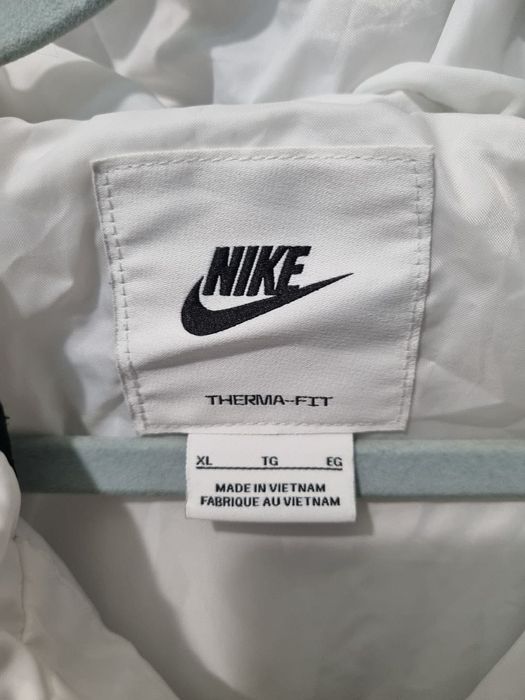 NIKE
THERMA-FIT
XL TG EG
MADE IN VIETNAM
FABRIQUE AU VIETNAM